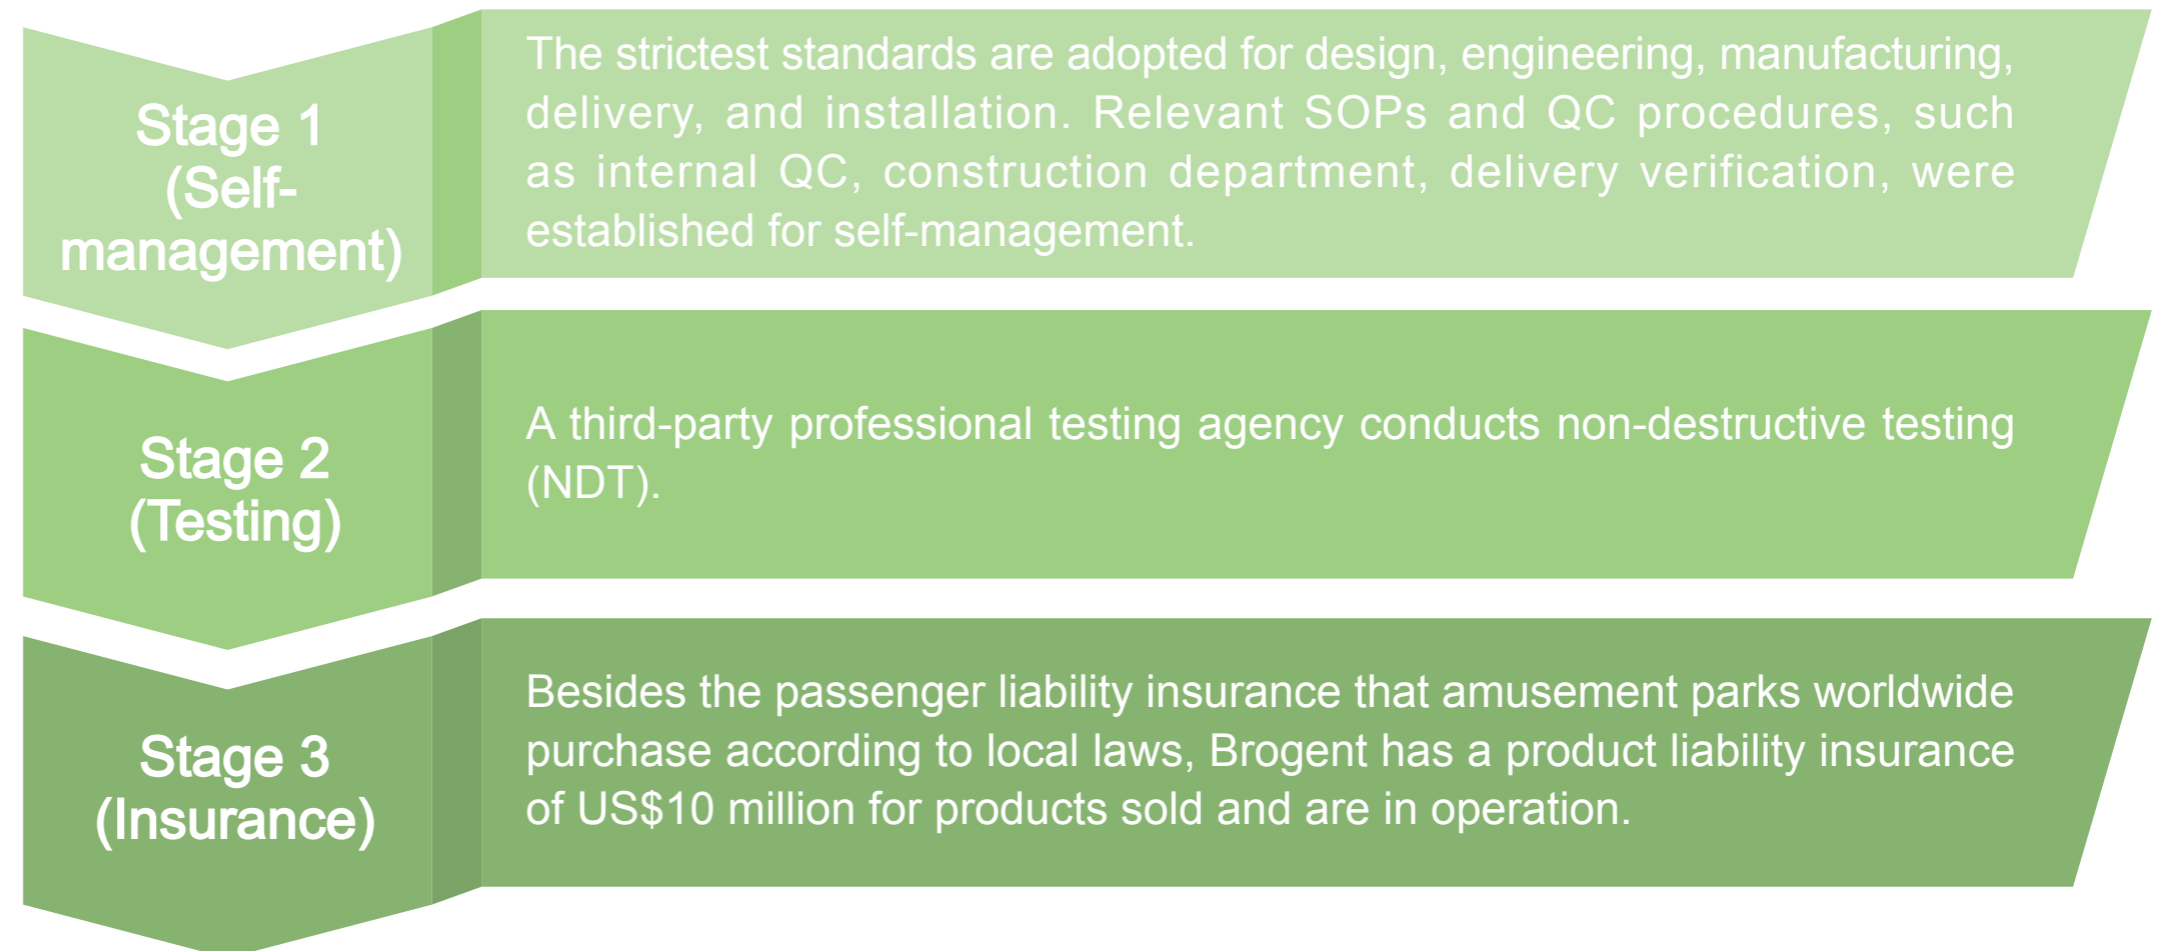 Stage 1
(Self-
management)
The strictest standards are adopted for design, engineering, manufacturing,
delivery, and installation. Relevant SOPs and QC procedures, such
as internal QC, construction department, delivery verification, were
established for self-management.
Stage 2
(Testing)
A third-party professional testing agency conducts non-destructive testing
(NDT).
Stage 3
(Insurance)
Besides the passenger liability insurance that amusement parks worldwide
purchase according to local laws, Brogent has a product liability insurance
of US$10 million for products sold and are in operation.